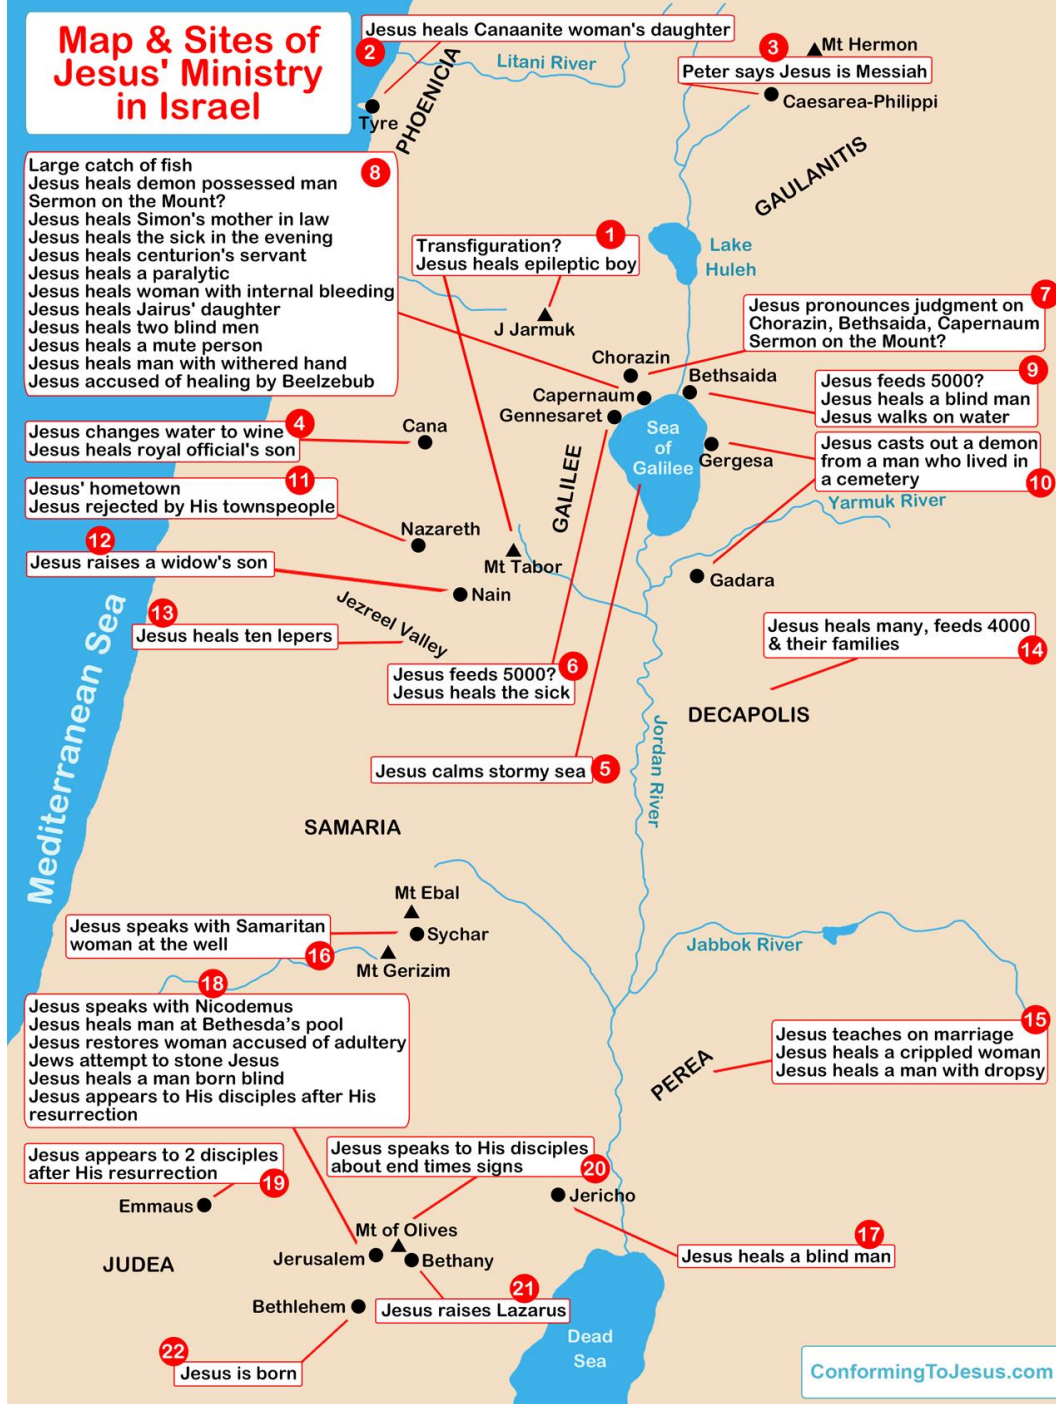 Map & Sites of
Jesus' Ministry
in Israel
Jesus heals Canaanite woman's daughter
2
Litani River
PHOENICIA
Tyre
3
Mt Hermon
Peter says Jesus is Messiah
Caesarea-Philippi
GAULANITIS
Large catch of fish
8
Jesus heals demon possessed man
Sermon on the Mount?
Jesus heals Simon's mother in law
Jesus heals the sick in the evening
Jesus heals centurion's servant
Jesus heals a paralytic
Jesus heals woman with internal bleeding
Jesus heals Jairus' daughter
Jesus heals two blind men
Jesus heals a mute person
Jesus heals man with withered hand
Jesus accused of healing by Beelzebub
Transfiguration?
1
Jesus heals epileptic boy
J Jarmuk
Lake
Huleh
7
Jesus pronounces judgment on
Chorazin, Bethsaida, Capernaum
Sermon on the Mount?
Chorazin
Bethsaida
Capernaum
Gennesaret
Jesus feeds 5000?
9
Jesus heals a blind man
Jesus walks on water
Sea
of
Galilee
Gergesa
Jesus casts out a demon
from a man who lived in
a cemetery
10
Yarmuk River
Jesus changes water to wine
4
Jesus heals royal official's son
Cana
Jesus' hometown
11
Jesus rejected by His townspeople
GALILEE
Nazareth
12
Jesus raises a widow's son
Mt Tabor
Nain
Gadara
Jezreel Valley
13
Jesus heals ten lepers
Mediterranean Sea
Jesus feeds 5000?
6
Jesus heals the sick
Jesus heals many, feeds 4000
& their families
14
DECAPOLIS
Jesus calms stormy sea
5
Jordan River
SAMARIA
Mt Ebal
Jesus speaks with Samaritan
woman at the well
16
Sychar
Mt Gerizim
Jabbok River
18
Jesus speaks with Nicodemus
Jesus heals man at Bethesda's pool
Jesus restores woman accused of adultery
Jews attempt to stone Jesus
Jesus heals a man born blind
Jesus appears to His disciples after His
resurrection
15
Jesus teaches on marriage
Jesus heals a crippled woman
Jesus heals a man with dropsy
PEREA
Jesus appears to 2 disciples
after His resurrection
19
Emmaus
Jesus speaks to His disciples
about end times signs
20
Jericho
Mt of Olives
Jerusalem
Bethany
JUDEA
17
Jesus heals a blind man
21
Jesus raises Lazarus
Bethlehem
22
Jesus is born
Dead
Sea
ConformingToJesus.com